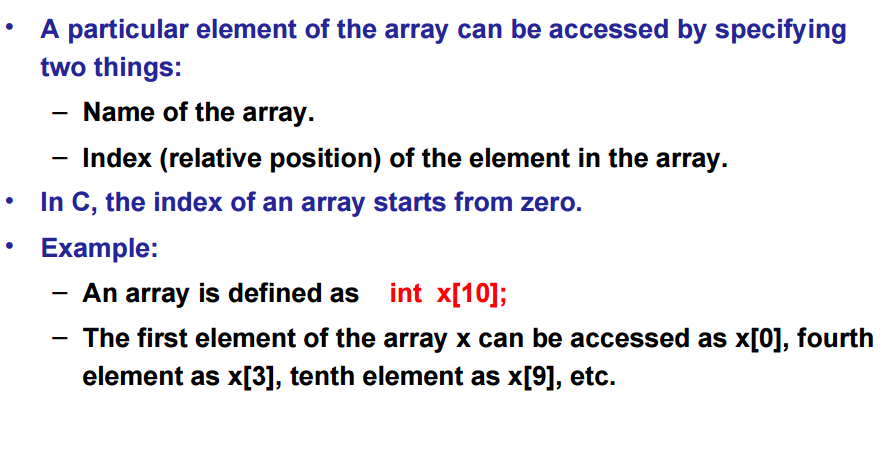 • A particular element of the array can be accessed by specifying
two things:
– Name of the array.
– Index (relative position) of the element in the array.
• In C, the index of an array starts from zero.
• Example:
– An array is defined as int x[10];
– The first element of the array x can be accessed as x[0], fourth
element as x[3], tenth element as x[9], etc.